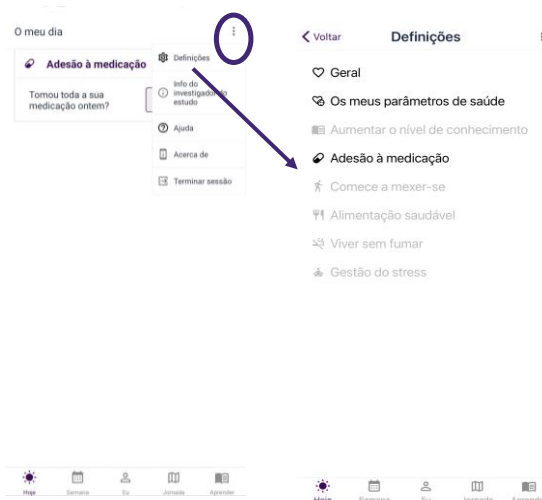 O meu dia
Adesão à medicação
Tomou toda a sua
medicação ontem?
Definições
Info do
investigador do
estudo
Ajuda
Acerca de
Terminar sessão
Hoje
Semana
Eu
Jornada
Aprender
Voltar
Definições
Geral
Os meus parâmetros de saúde
Aumentar o nível de conhecimento
Adesão à medicação
Comece a mexer-se
Alimentação saudável
Viver sem fumar
Gestão do stress
Hoje
Semana
Eu
Jornada
Aprender